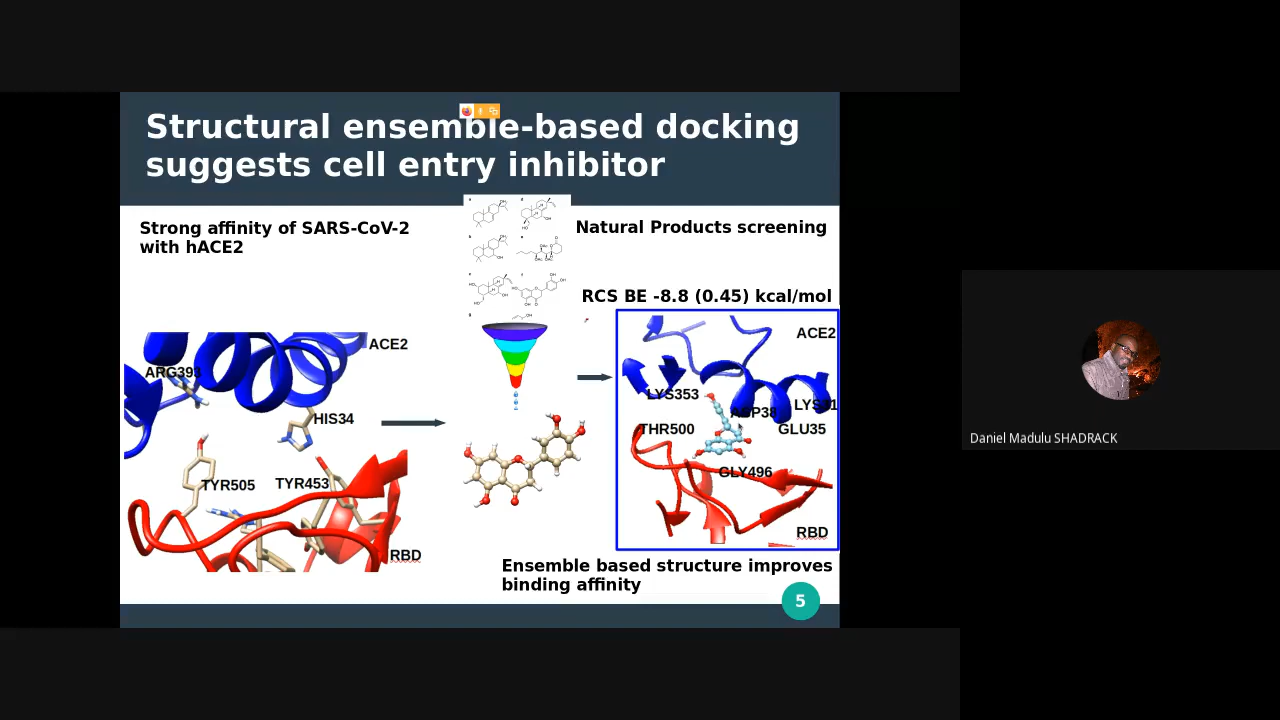 Structural ensemble-based docking
suggests cell entry inhibitor
Strong affinity of SARS-CoV-2
with hACE2
Natural Products screening
RCS BE -8.8 (0.45) kcal/mol
ACE2
ARG393
HIS34
TYR505
TYR453
RBD
ACE2
LYS353
ASP38
LYS31
THR500
GLU35
GLY496
RBD
Ensemble based structure improves
binding affinity
5
Daniel Madulu SHADRACK